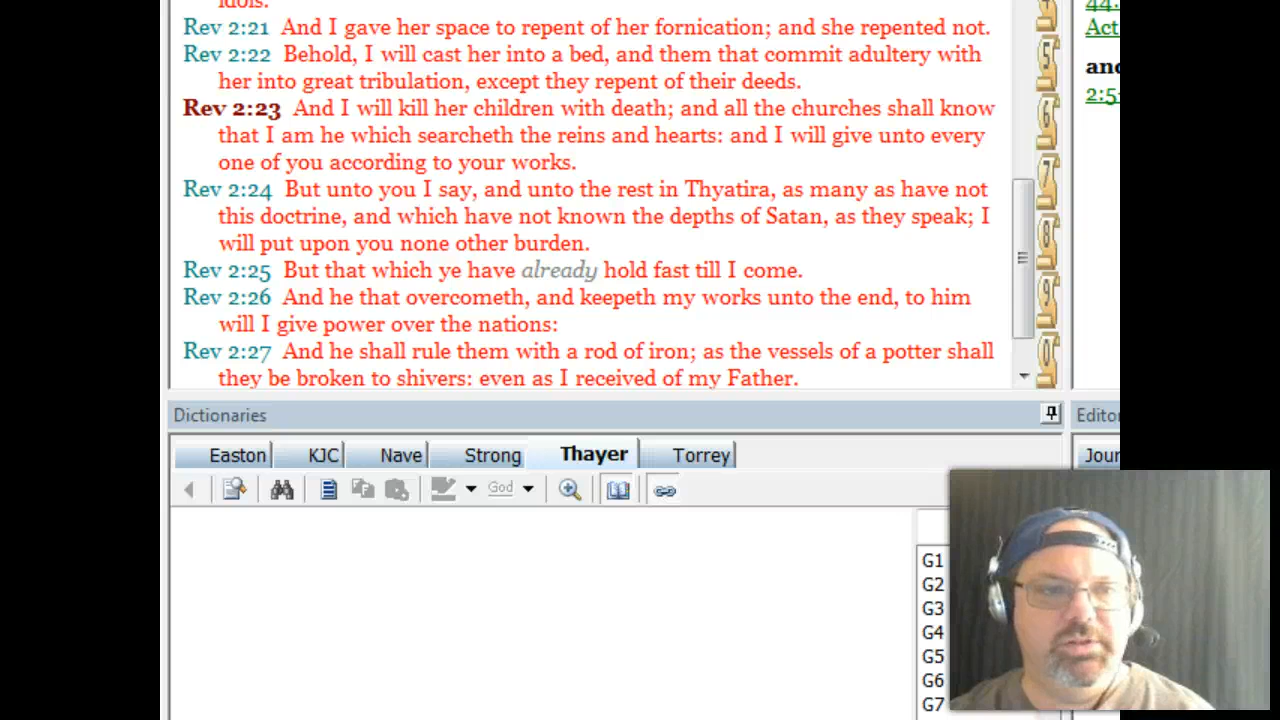 idols.
Rev 2:21 And I gave her space to repent of her fornication; and she repented not.
Rev 2:22 Behold, I will cast her into a bed, and them that commit adultery with
her into great tribulation, except they repent of their deeds.
Rev 2:23 And I will kill her children with death; and all the churches shall know
that I am he which searcheth the reins and hearts: and I will give unto every
one of you according to your works.
Rev 2:24 But unto you I say, and unto the rest in Thyatira, as many as have not
this doctrine, and which have not known the depths of Satan, as they speak; I
will put upon you none other burden.
Rev 2:25 But that which ye have already hold fast till I come.
Rev 2:26 And he that overcometh, and keepeth my works unto the end, to him
will I give power over the nations:
Rev 2:27 And he shall rule them with a rod of iron; as the vessels of a potter shall
they be broken to shivers: even as I received of my Father.
5
6
7
8
9
0
44.
Act
and
2:5
Dictionaries
Editor
Easton KJC Nave Strong Thayer Torrey
Jour
God
G1
G2
G3
G4
G5
G6
G7